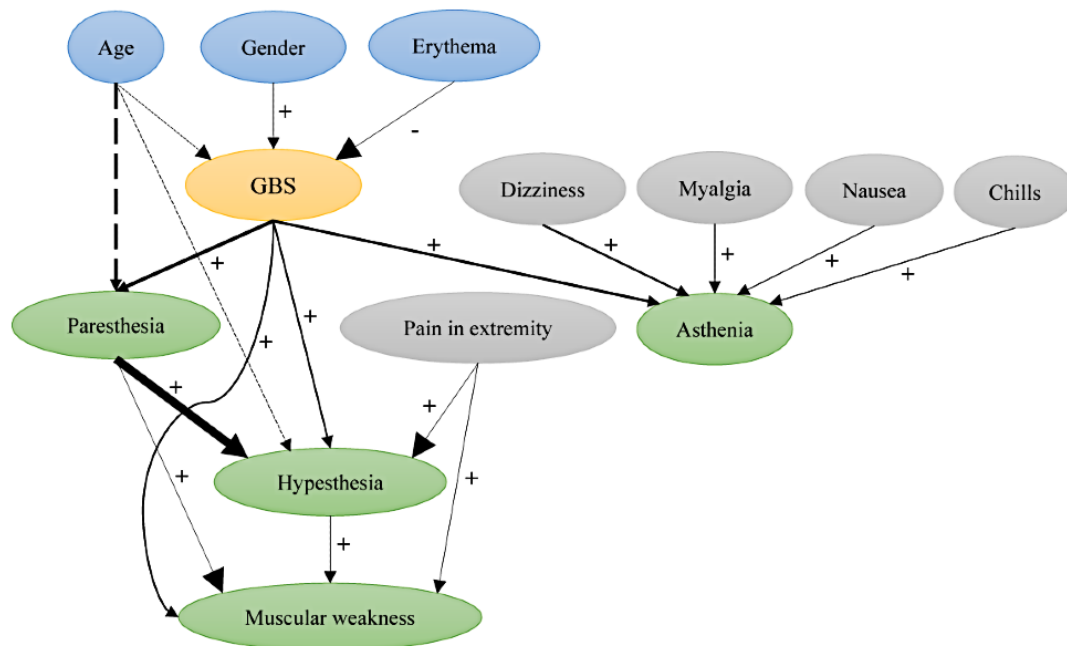 Age
Gender
Erythema
+
-
GBS
Dizziness
Myalgia
Nausea
Chills
+
+
+
+
+
+
Paresthesia
+
+
Pain in extremity
Asthenia
+
+
+
+
Hypesthesia
+
Muscular weakness